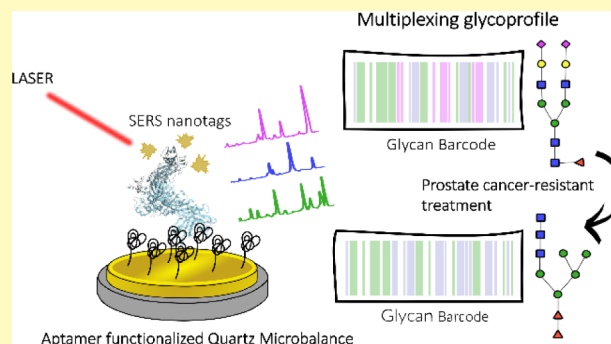 Multiplexing glycoprofile
LASER
SERS nanotags
Glycan Barcode
Prostate cancer-resistant
treatment
Glycan Barcode
Aptamer functionalized Quartz Microbalance